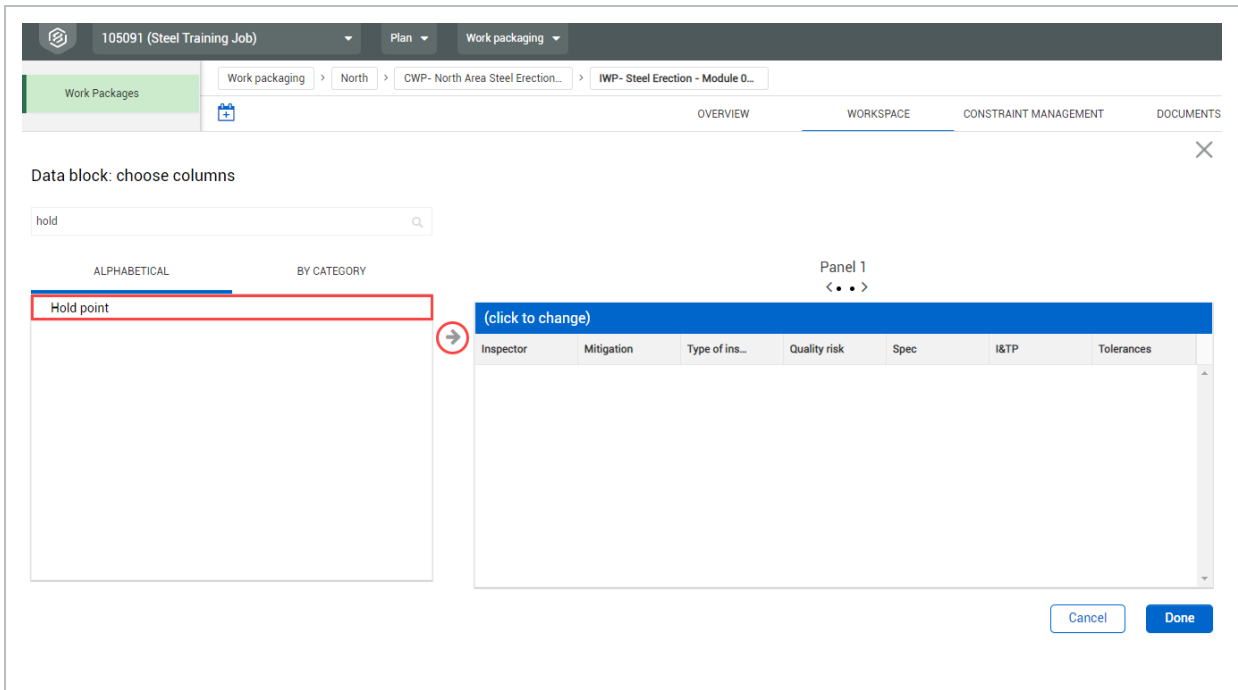 105091 (Steel Training Job) Plan Work packaging
Work Packages
Work packaging > North > CWP- North Area Steel Erection... > IWP- Steel Erection - Module 0...
OVERVIEW WORKSPACE CONSTRAINT MANAGEMENT DOCUMENTS
Data block: choose columns
hold
ALPHABETICAL BY CATEGORY
Panel 1
Hold point
(click to change)
Inspector Mitigation Type of ins... Quality risk Spec I&TP Tolerances
Cancel Done